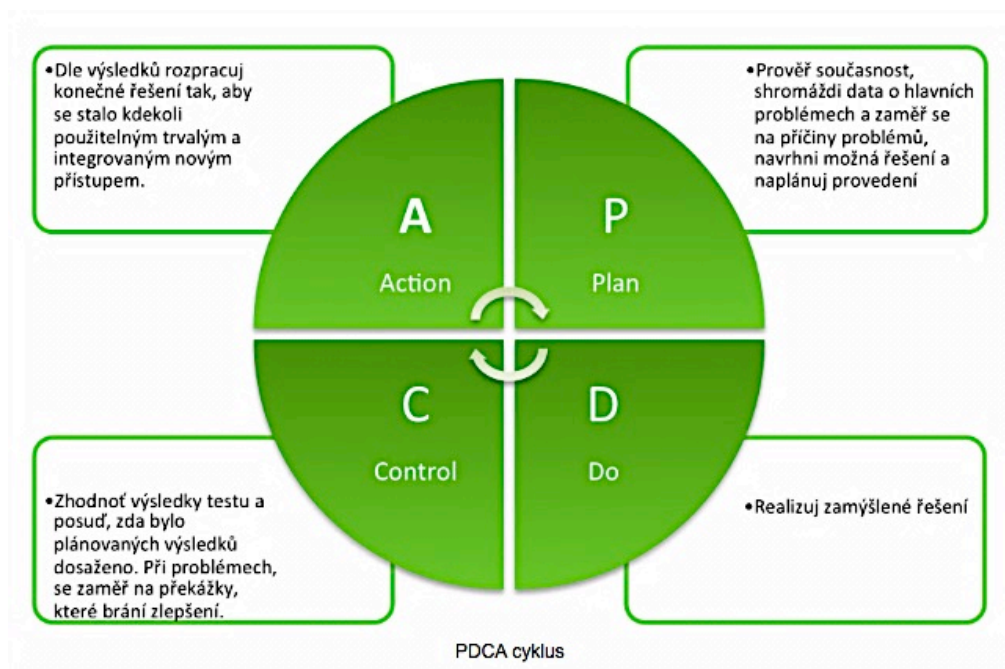 •Dle výsledků rozpracuj
konečné řešení tak, aby
se stalo kdekoli
použitelným trvalým a
integrovaným novým
přístupem.
•Prověř současnost,
shromáždi data o hlavních
problémech a zaměř se
na příčiny problémů,
navrhni možná řešení a
naplánuj provedení
A
Action
P
Plan
C
Control
D
Do
•Zhodnoť výsledky testu a
posuď, zda bylo
plánovaných výsledků
dosaženo. Při problémech,
se zaměř na překážky,
které brání zlepšení.
•Realizuj zamýšlené řešení
PDCA cyklus